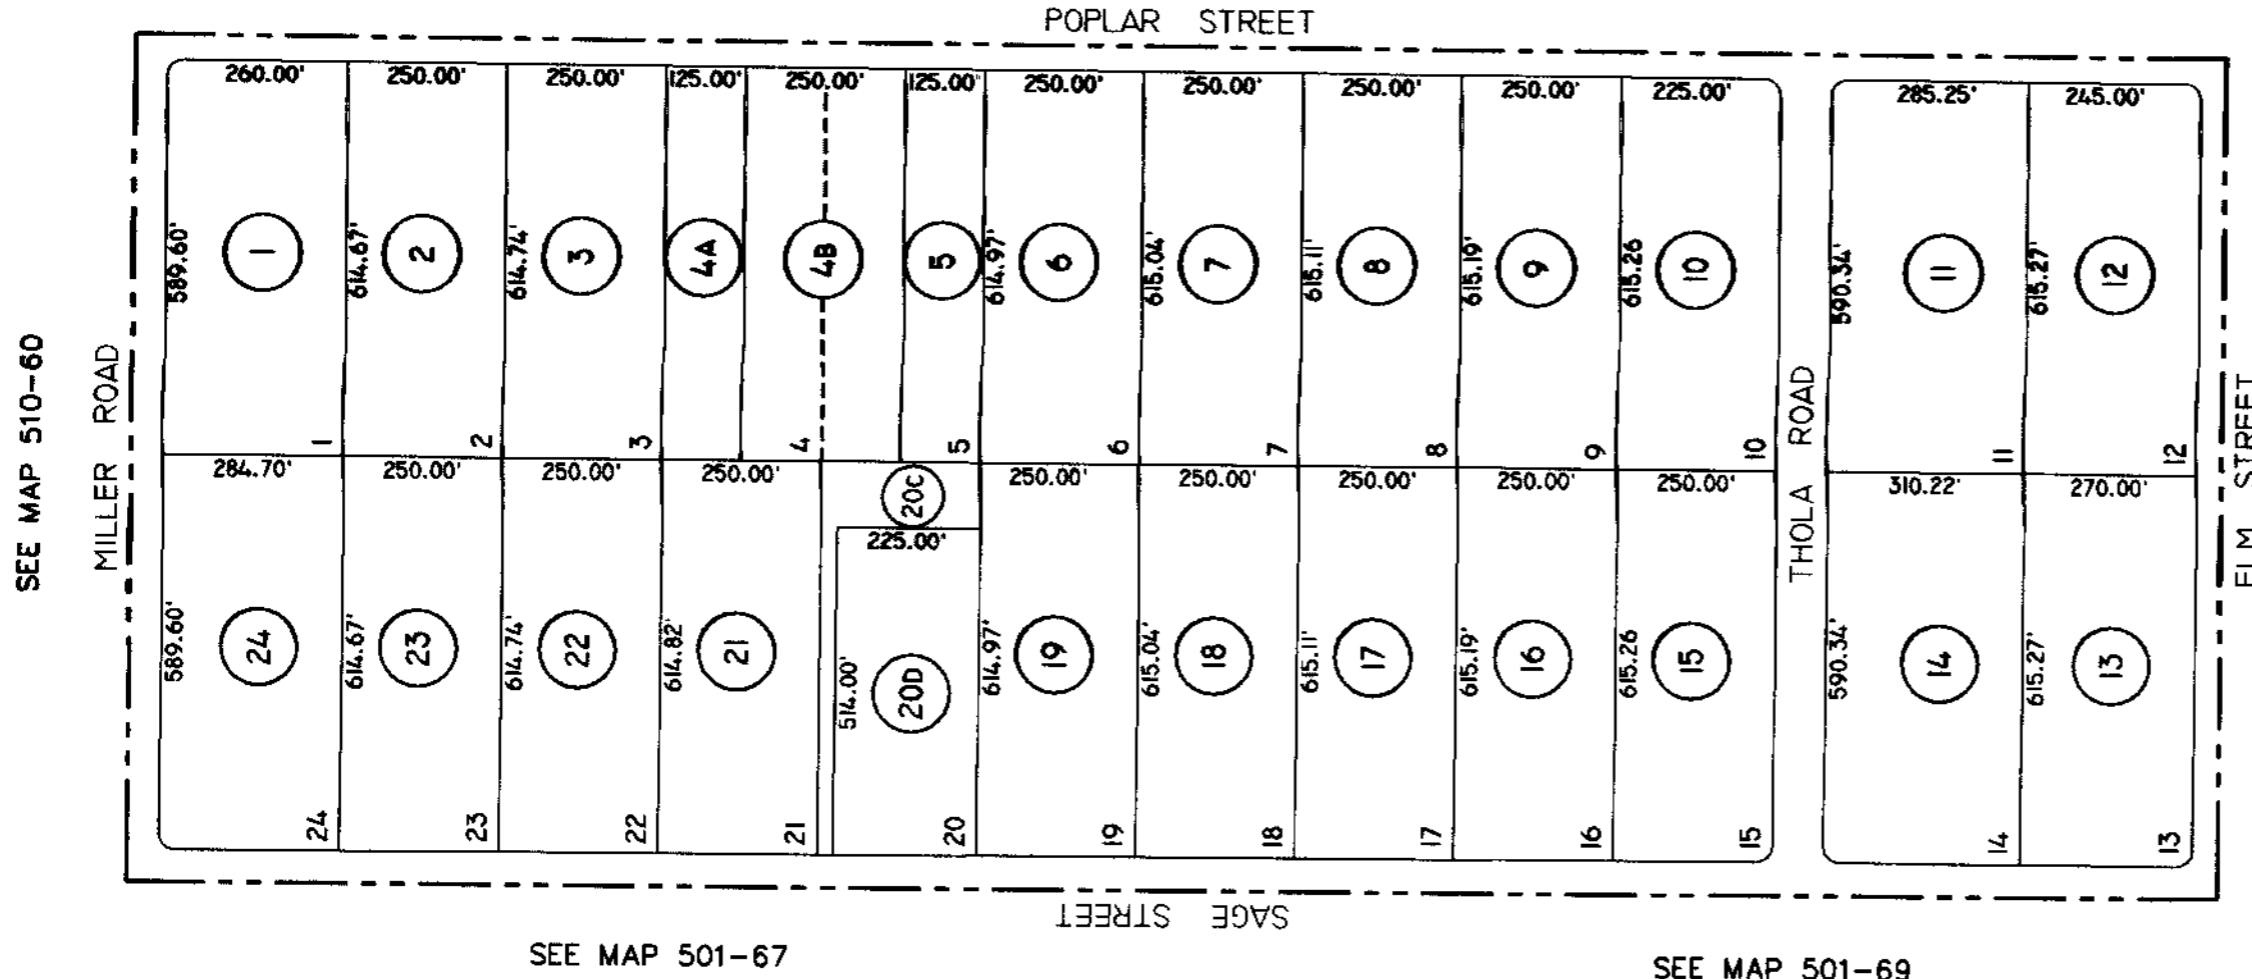 POPLAR STREET
260.00' 250.00' 250.00' 125.00' 250.00' 125.00' 250.00' 250.00' 250.00' 250.00' 225.00' 285.25' 245.00'
SEE MAP 510-60
MILLER ROAD
589.60' 614.67' 614.74' 614.97' 615.04' 615.11' 615.19' 615.26 590.34' 615.27'
1 2 3 4A 4B 5 6 7 8 9 10 11 12
THOLA ROAD
ELM STREET
1 2 3 4 5 6 7 8 9 10 11 12
284.70' 250.00' 250.00' 250.00' 250.00' 250.00' 250.00' 250.00' 250.00' 310.22' 270.00'
20C
225.00'
589.60' 614.67' 614.74' 614.82' 514.00' 614.97' 615.04' 615.11' 615.19' 615.26 590.34' 615.27'
24 23 22 21 20D 19 18 17 16 15 14 13
24 23 22 21 20 19 18 17 16 15 14 13
SAGE STREET
SEE MAP 501-67
SEE MAP 501-69